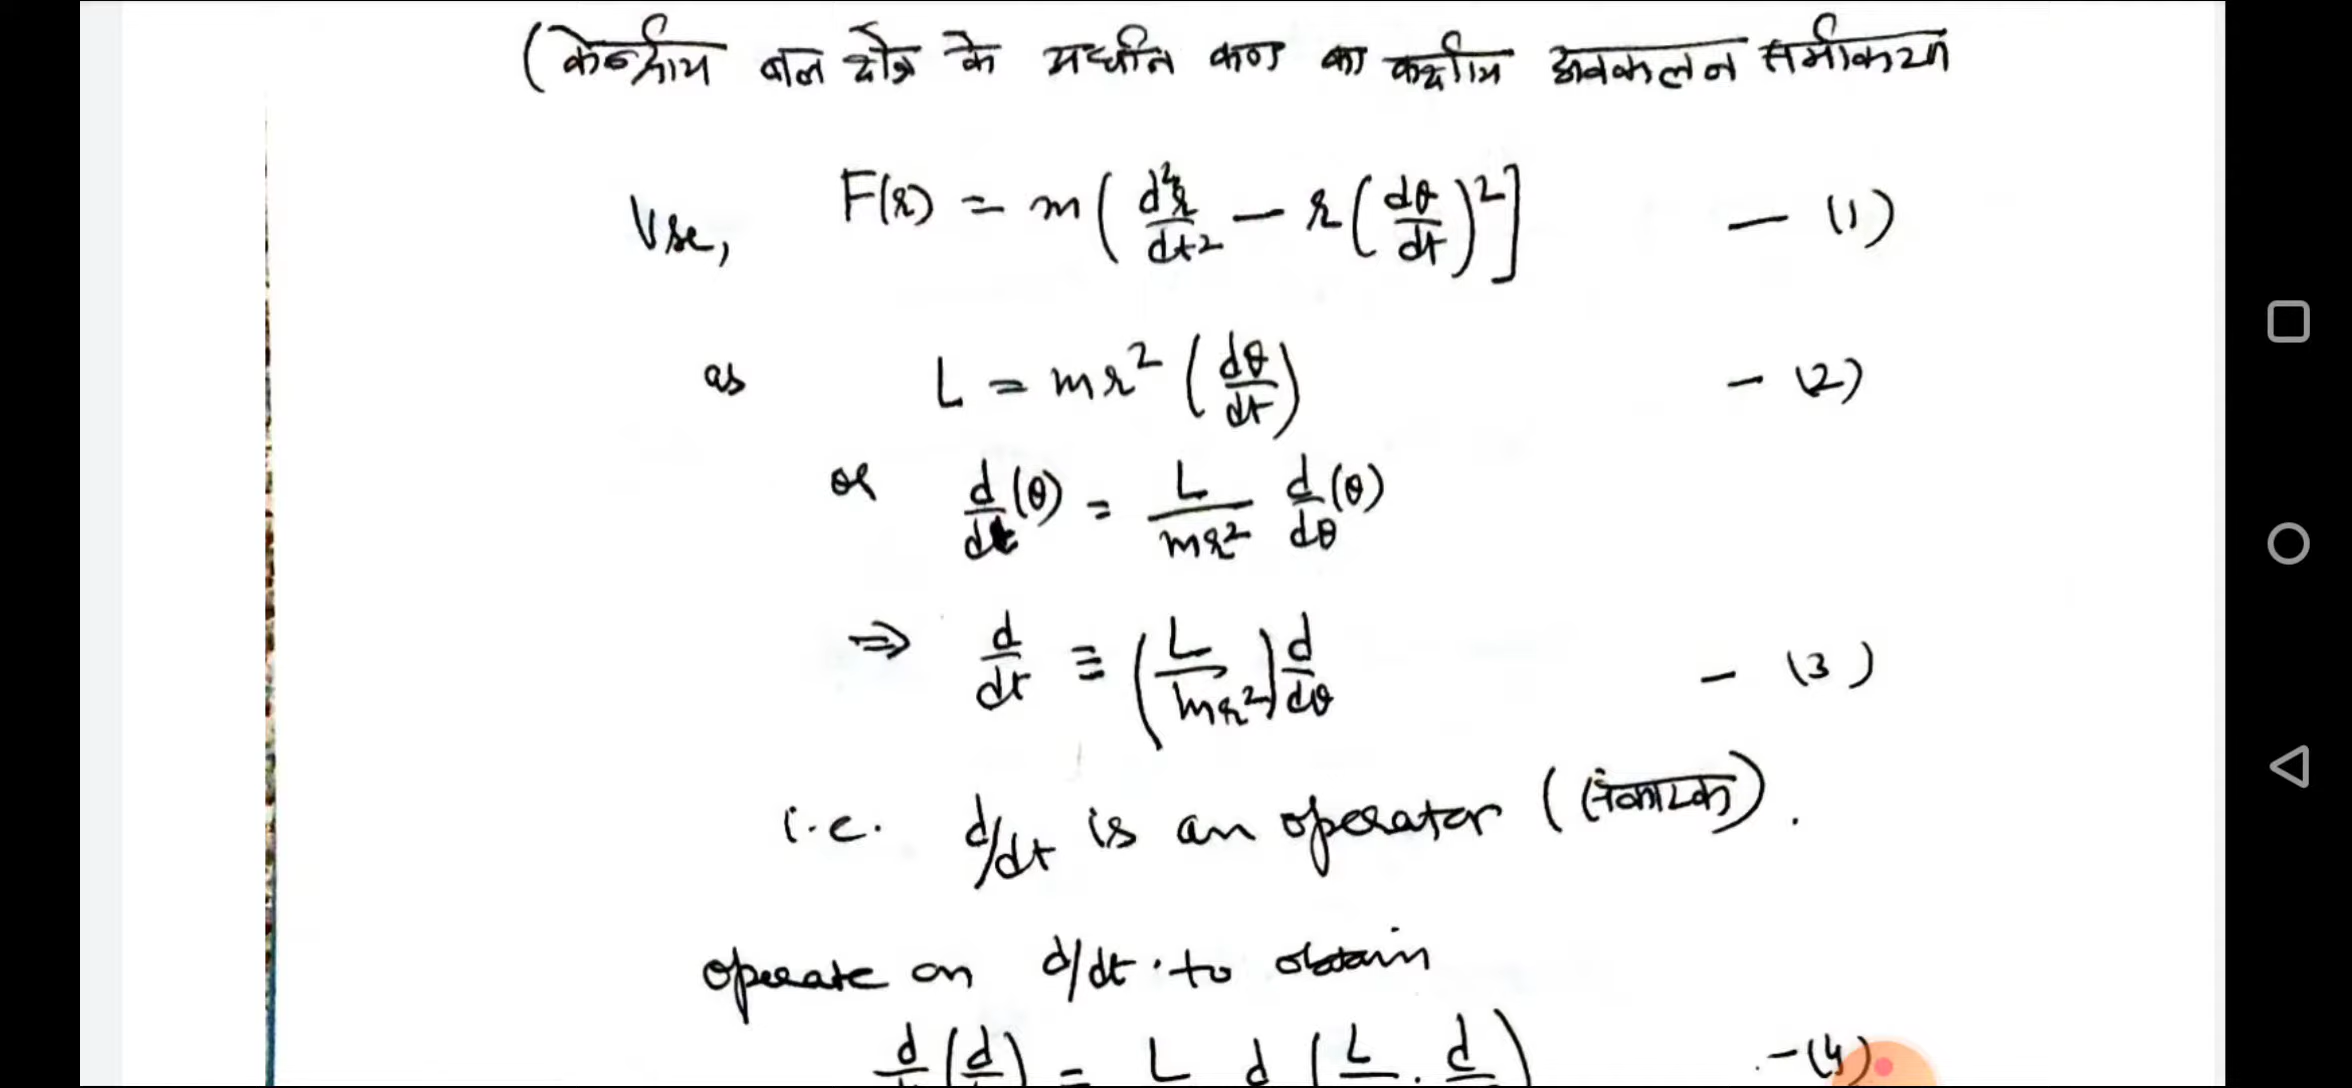 (केन्द्रीय बल क्षेत्र के अधीन कण का कक्षीय अवकलन समीकरण
Use, F(r) = m ( d²r/dt² - r (dθ/dt)² ] - (1)
as L = mr² (dθ/dt) - (2)
or d/dt (θ) = L/mr² d/dθ (θ)
⇒ d/dt ≡ (L/mr²) d/dθ - (3)
i.e. d/dt is an operator ( ).
operate on d/dt . to obtain
d (d ) = L d ( L . d ) - (4)